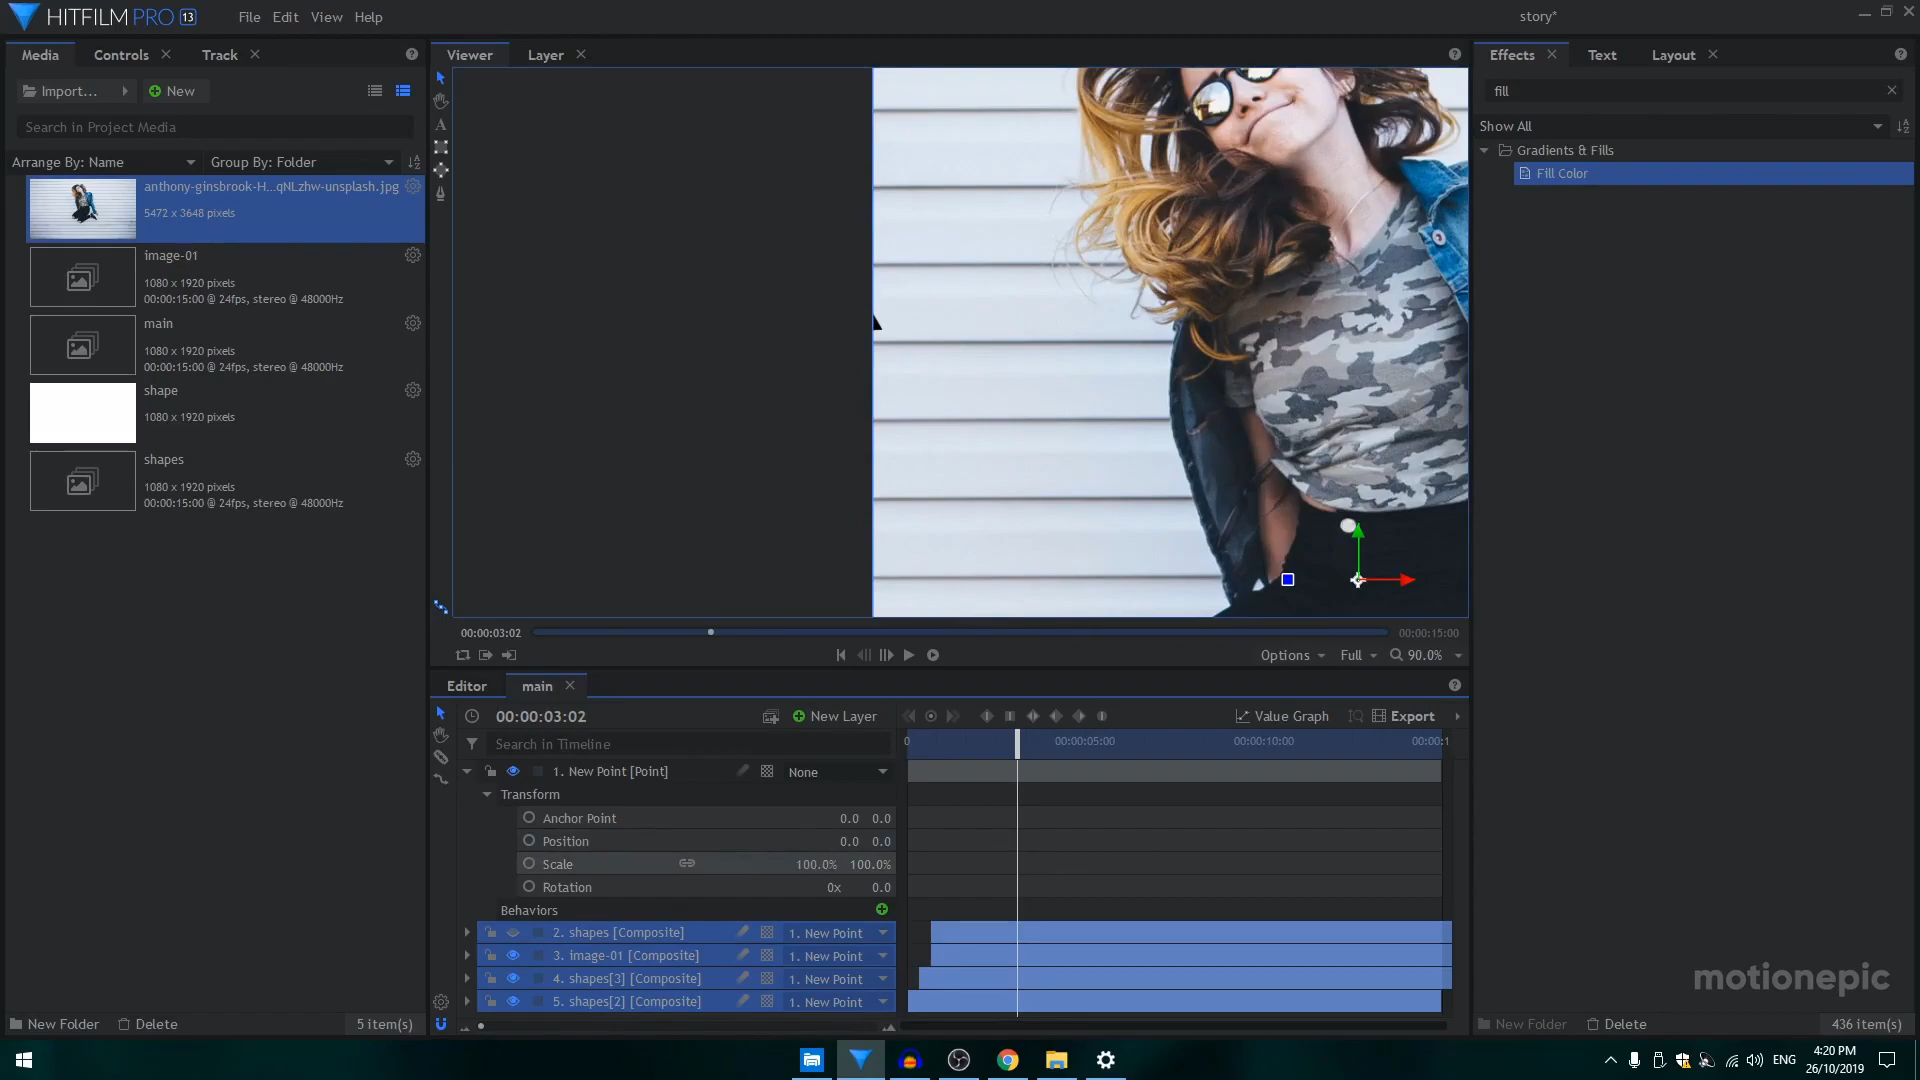 HITFILM PRO 13
File Edit View Help
story*
Media Controls Track
Viewer Layer
Effects Text Layout
Import...
New
fill
Search in Project Media
Show All
Arrange By: Name
Group By: Folder
Gradients & Fills
Fill Color
anthony-ginsbrook-H...qNLzhw-unsplash.jpg
5472 x 3648 pixels
image-01
1080 x 1920 pixels
00:00:15:00 @ 24fps, stereo @ 48000Hz
main
1080 x 1920 pixels
00:00:15:00 @ 24fps, stereo @ 48000Hz
shape
1080 x 1920 pixels
shapes
1080 x 1920 pixels
00:00:15:00 @ 24fps, stereo @ 48000Hz
00:00:03:02
00:00:15:00
Options Full 90.0%
Editor main
00:00:03:02
New Layer
Value Graph
Export
Search in Timeline
0 00:00:05:00 00:00:10:00 00:00:1
1. New Point [Point] None
Transform
Anchor Point 0.0 0.0
Position 0.0 0.0
Scale 100.0% 100.0%
Rotation 0x 0.0
Behaviors
2. shapes [Composite] 1. New Point
3. image-01 [Composite] 1. New Point
4. shapes[3] [Composite] 1. New Point
5. shapes[2] [Composite] 1. New Point
motionepic
New Folder Delete 5 item(s)
New Folder Delete 436 item(s)
ENG
4:20 PM
26/10/2019